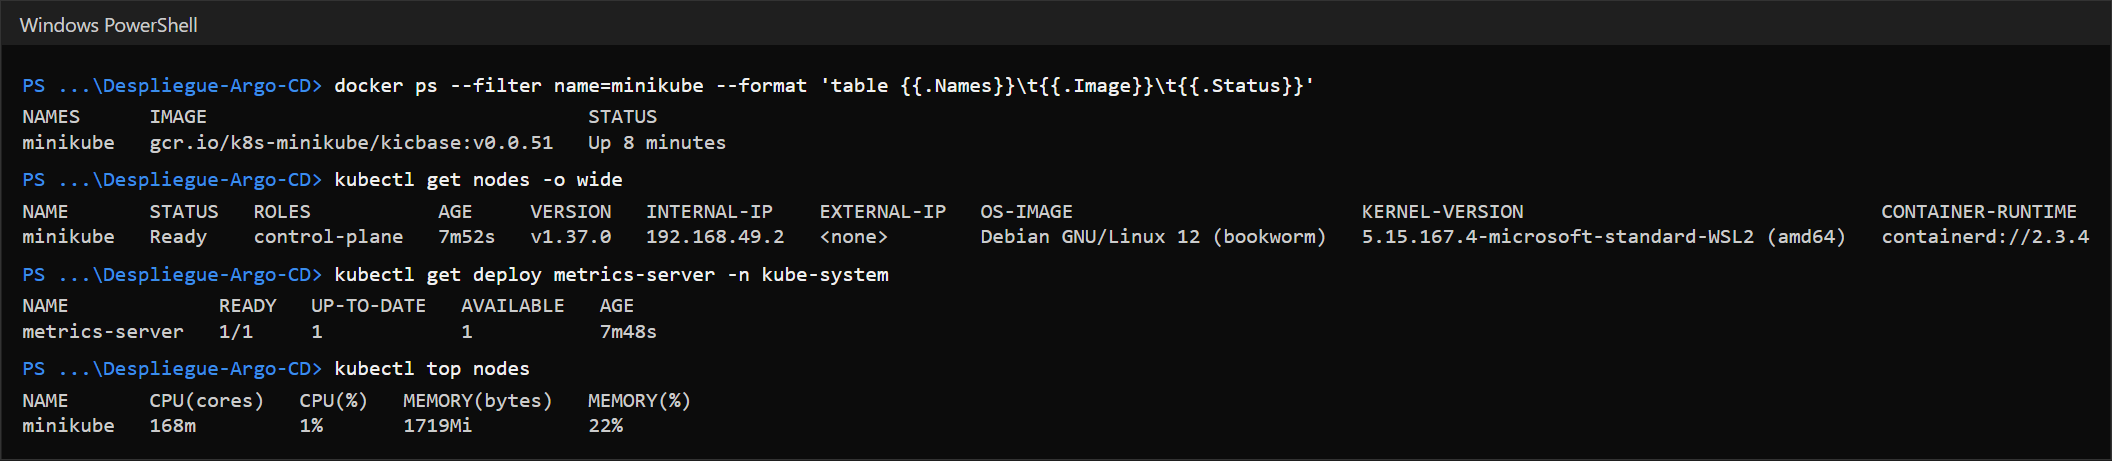 Windows PowerShell
PS ...\Despliegue-Argo-CD> docker ps --filter name=minikube --format 'table {{.Names}}\t{{.Image}}\t{{.Status}}'
NAMES      IMAGE                                 STATUS
minikube   gcr.io/k8s-minikube/kicbase:v0.0.51   Up 8 minutes
PS ...\Despliegue-Argo-CD> kubectl get nodes -o wide
NAME       STATUS   ROLES           AGE     VERSION   INTERNAL-IP    EXTERNAL-IP   OS-IMAGE                         KERNEL-VERSION                               CONTAINER-RUNTIME
minikube   Ready    control-plane   7m52s   v1.37.0   192.168.49.2   <none>        Debian GNU/Linux 12 (bookworm)   5.15.167.4-microsoft-standard-WSL2 (amd64)   containerd://2.3.4
PS ...\Despliegue-Argo-CD> kubectl get deploy metrics-server -n kube-system
NAME             READY   UP-TO-DATE   AVAILABLE   AGE
metrics-server   1/1     1            1           7m48s
PS ...\Despliegue-Argo-CD> kubectl top nodes
NAME       CPU(cores)   CPU(%)   MEMORY(bytes)   MEMORY(%)
minikube   168m         1%       1719Mi          22%